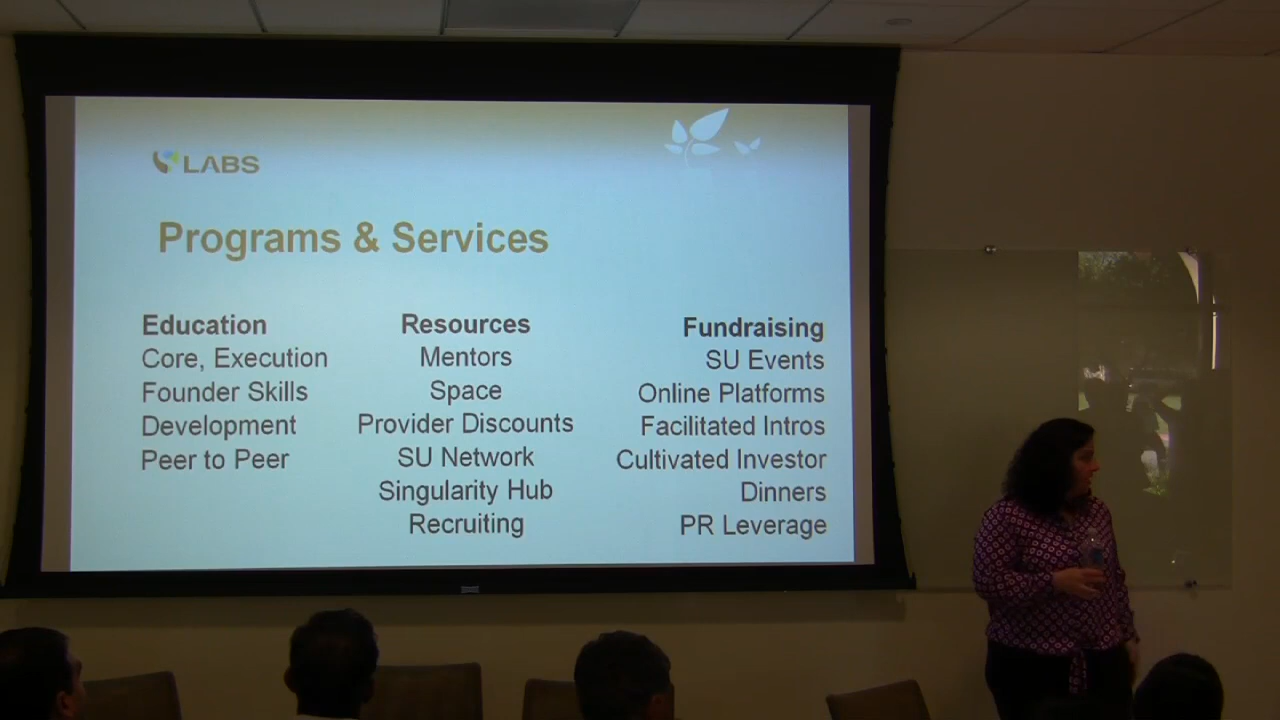 LABS
Programs & Services
Education
Core, Execution
Founder Skills
Development
Peer to Peer
Resources
Mentors
Space
Provider Discounts
SU Network
Singularity Hub
Recruiting
Fundraising
SU Events
Online Platforms
Facilitated Intros
Cultivated Investor
Dinners
PR Leverage